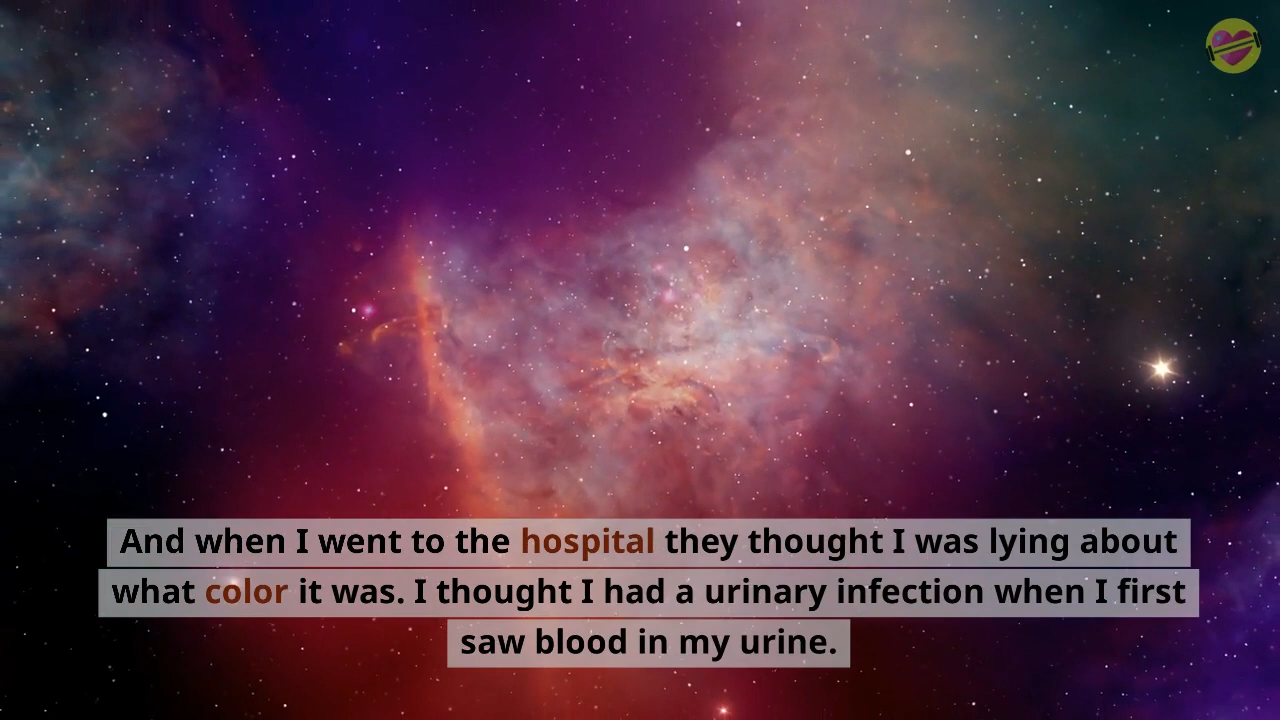 And when I went to the hospital they thought I was lying about
what color it was. I thought I had a urinary infection when I first
saw blood in my urine.